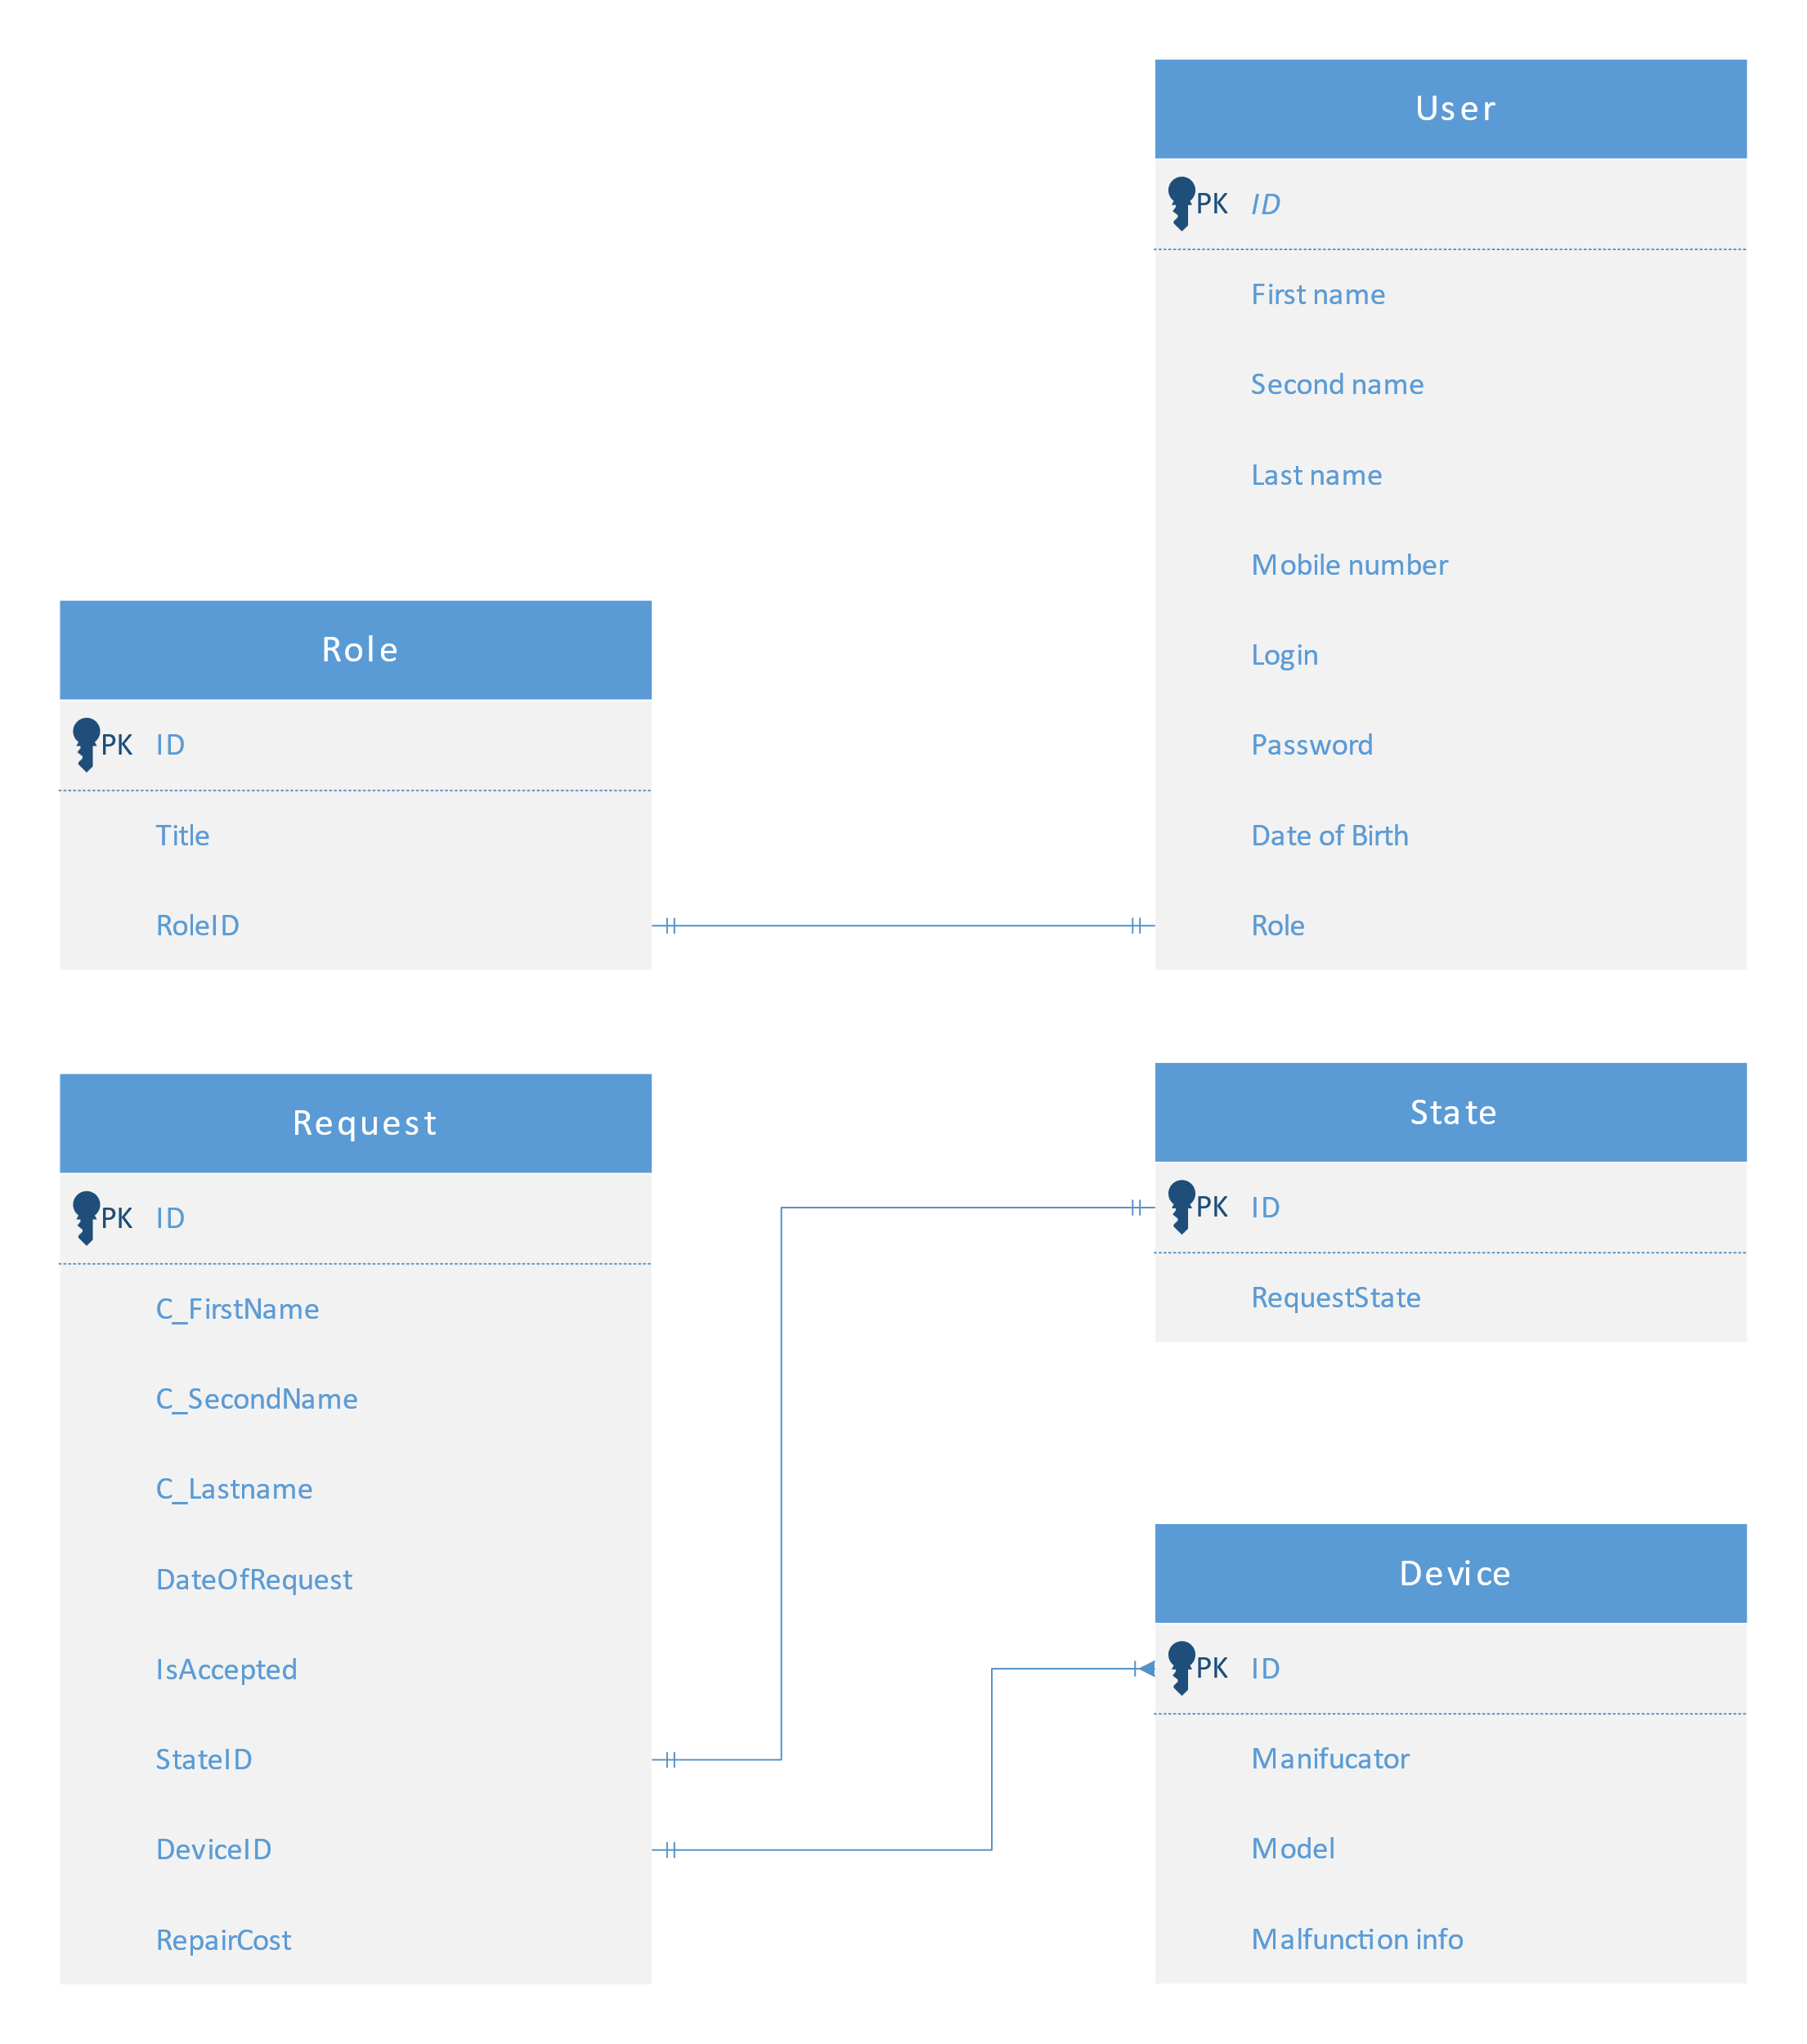 User
PK ID
First name
Second name
Last name
Mobile number
Login
Password
Date of Birth
Role
Role
PK ID
Title
RoleID
Request
PK ID
C_FirstName
C_SecondName
C_Lastname
DateOfRequest
IsAccepted
StateID
DeviceID
RepairCost
State
PK ID
RequestState
Device
PK ID
Manifucator
Model
Malfunction info